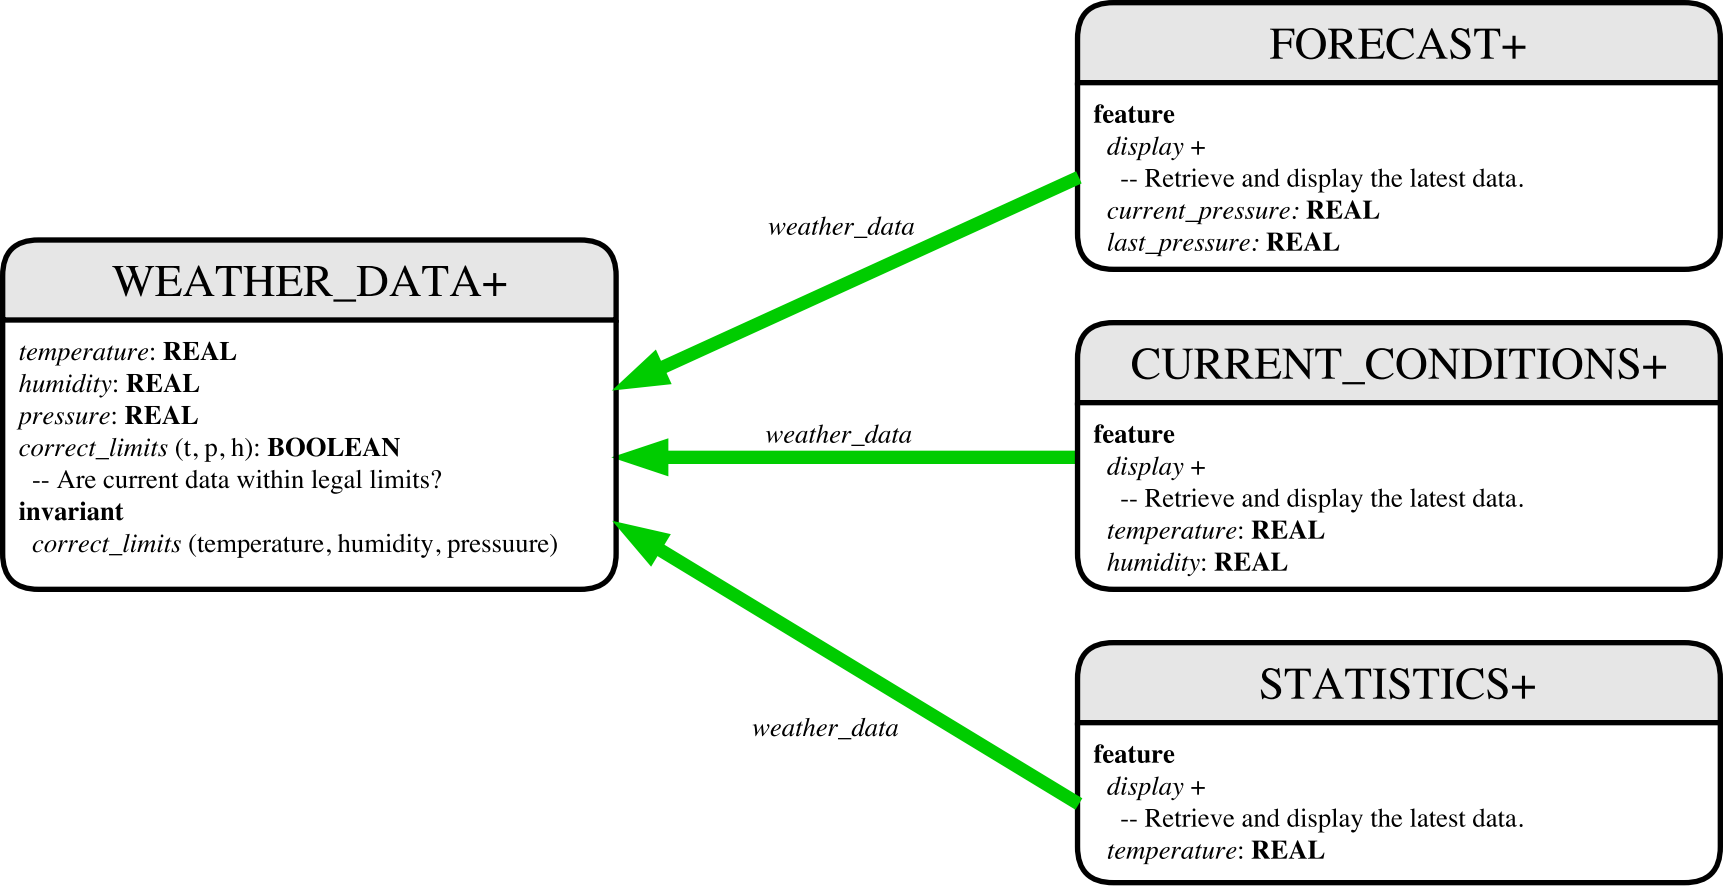 WEATHER_DATA+
temperature: REAL
humidity: REAL
pressure: REAL
correct_limits (t, p, h): BOOLEAN
-- Are current data within legal limits?
invariant
correct_limits (temperature, humidity, pressuure)
weather_data
weather_data
weather_data
FORECAST+
feature
display +
-- Retrieve and display the latest data.
current_pressure: REAL
last_pressure: REAL
CURRENT_CONDITIONS+
feature
display +
-- Retrieve and display the latest data.
temperature: REAL
humidity: REAL
STATISTICS+
feature
display +
-- Retrieve and display the latest data.
temperature: REAL